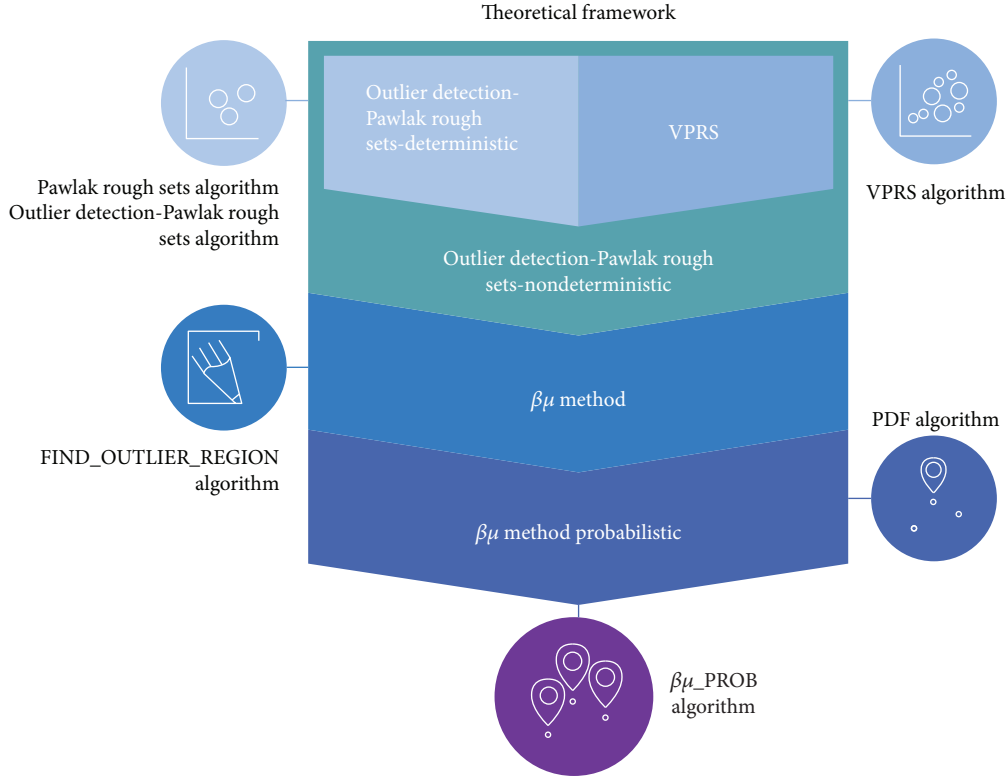 Theoretical framework
Outlier detection-
Pawlak rough
sets-deterministic
VPRS
Pawlak rough sets algorithm
Outlier detection-Pawlak rough
sets algorithm
VPRS algorithm
Outlier detection-Pawlak rough
sets-nondeterministic
βμ method
FIND_OUTLIER_REGION
algorithm
PDF algorithm
βμ method probabilistic
βμ_PROB
algorithm